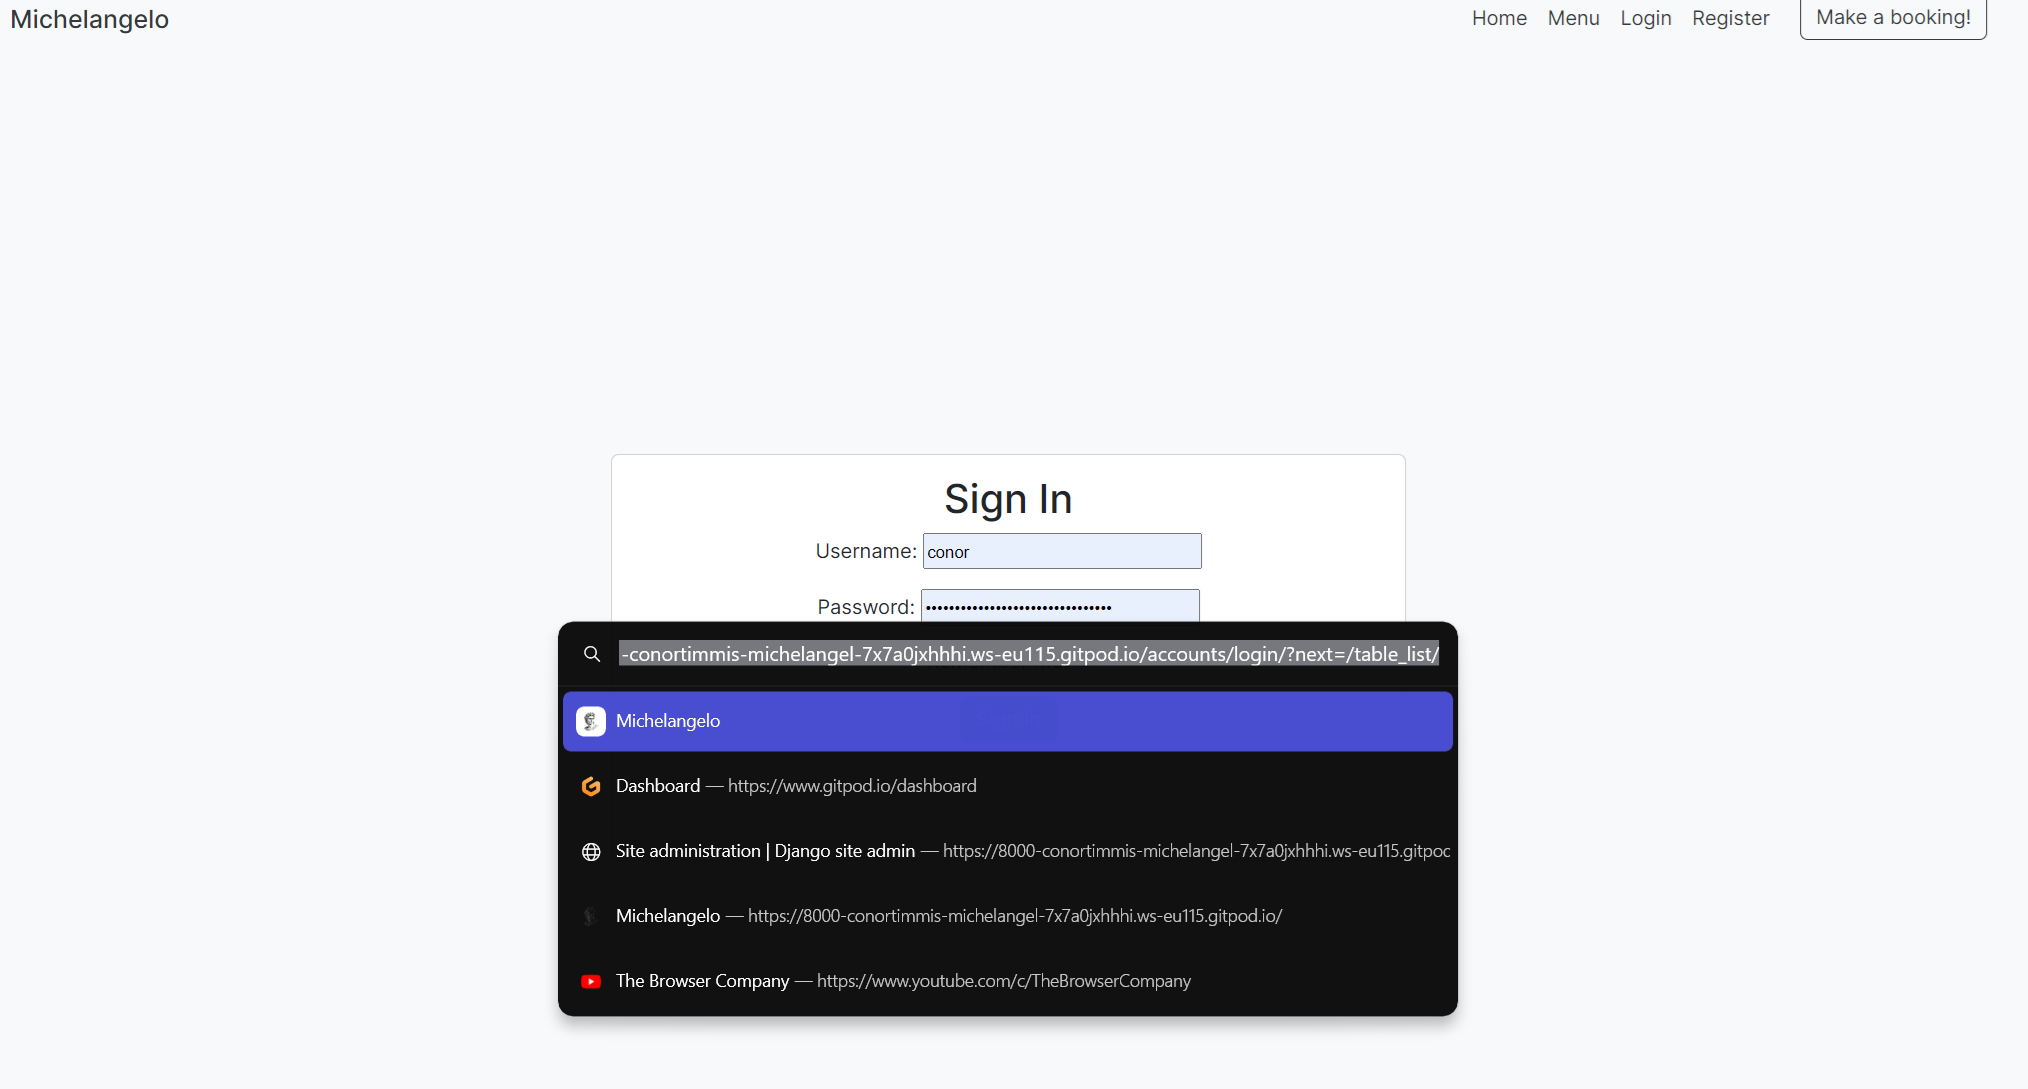 Michelangelo
Home Menu Login Register Make a booking!
Sign In
Username: conor
Password: ••••••••••••••••••••••••••••••••
-conortimmis-michelangel-7x7a0jxhhhi.ws-eu115.gitpod.io/accounts/login/?next=/table_list/
Michelangelo
Dashboard — https://www.gitpod.io/dashboard
Site administration | Django site admin — https://8000-conortimmis-michelangel-7x7a0jxhhhi.ws-eu115.gitpod
Michelangelo — https://8000-conortimmis-michelangel-7x7a0jxhhhi.ws-eu115.gitpod.io/
The Browser Company — https://www.youtube.com/c/TheBrowserCompany